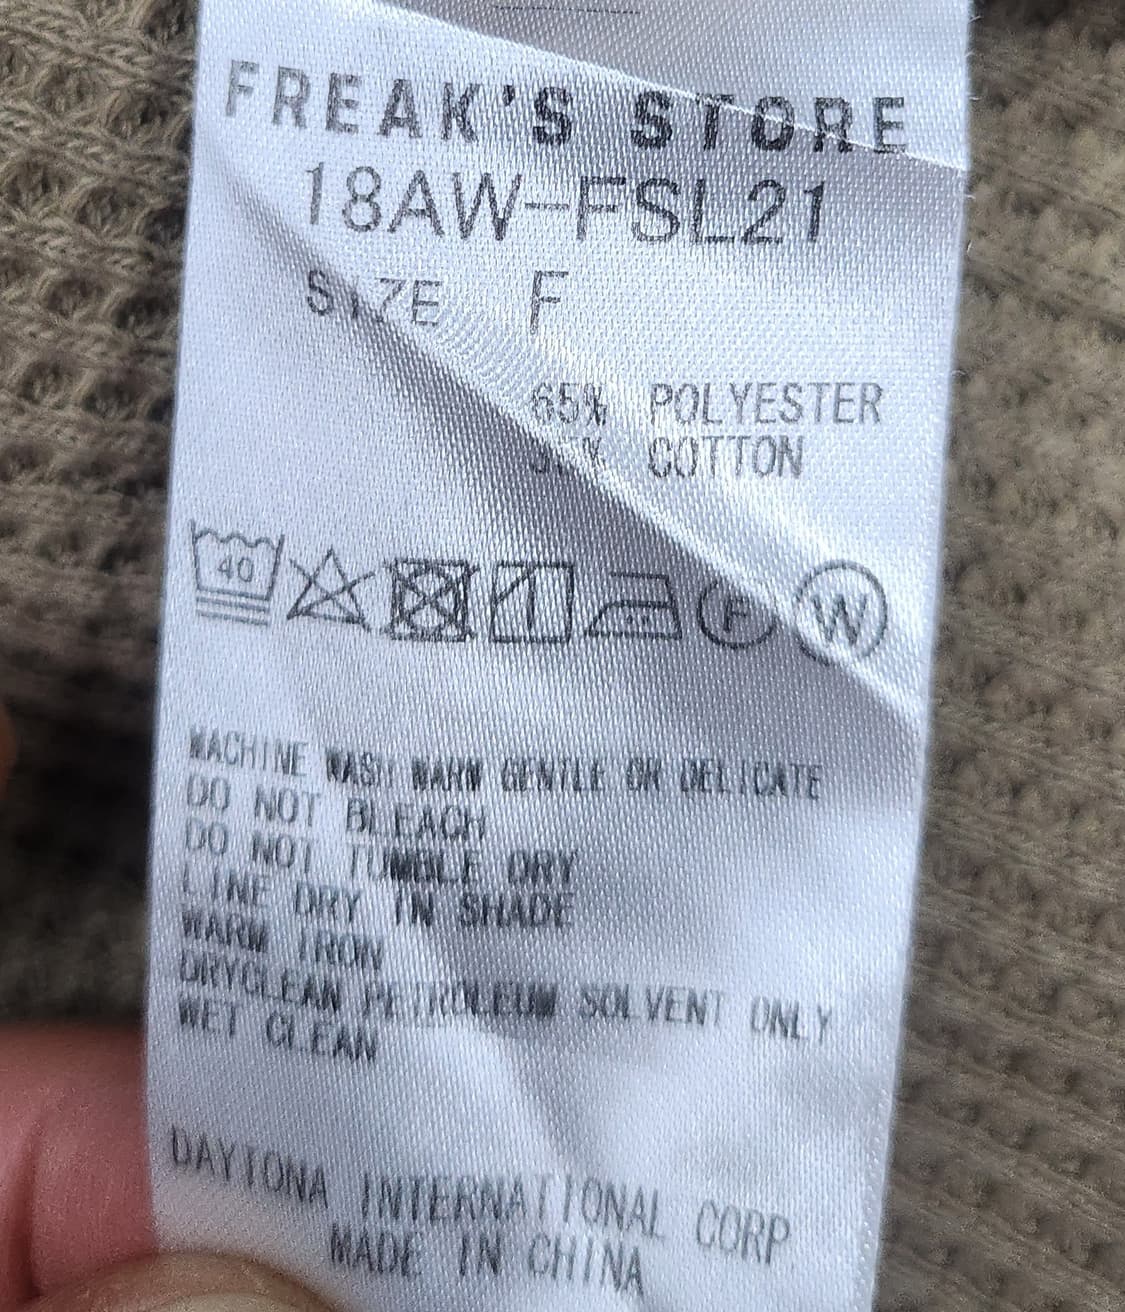 FREAK'S STORE
18AW-FSL21
SIZE F
65% POLYESTER
% COTTON
40
F W
MACHINE WASH WARM GENTLE OR DELICATE
DO NOT BLEACH
DO NOT TUMBLE DRY
LINE DRY IN SHADE
WARM IRON
DRYCLEAN PETROLEUM SOLVENT ONLY
WET CLEAN
DAYTONA INTERNATIONAL CORP
MADE IN CHINA